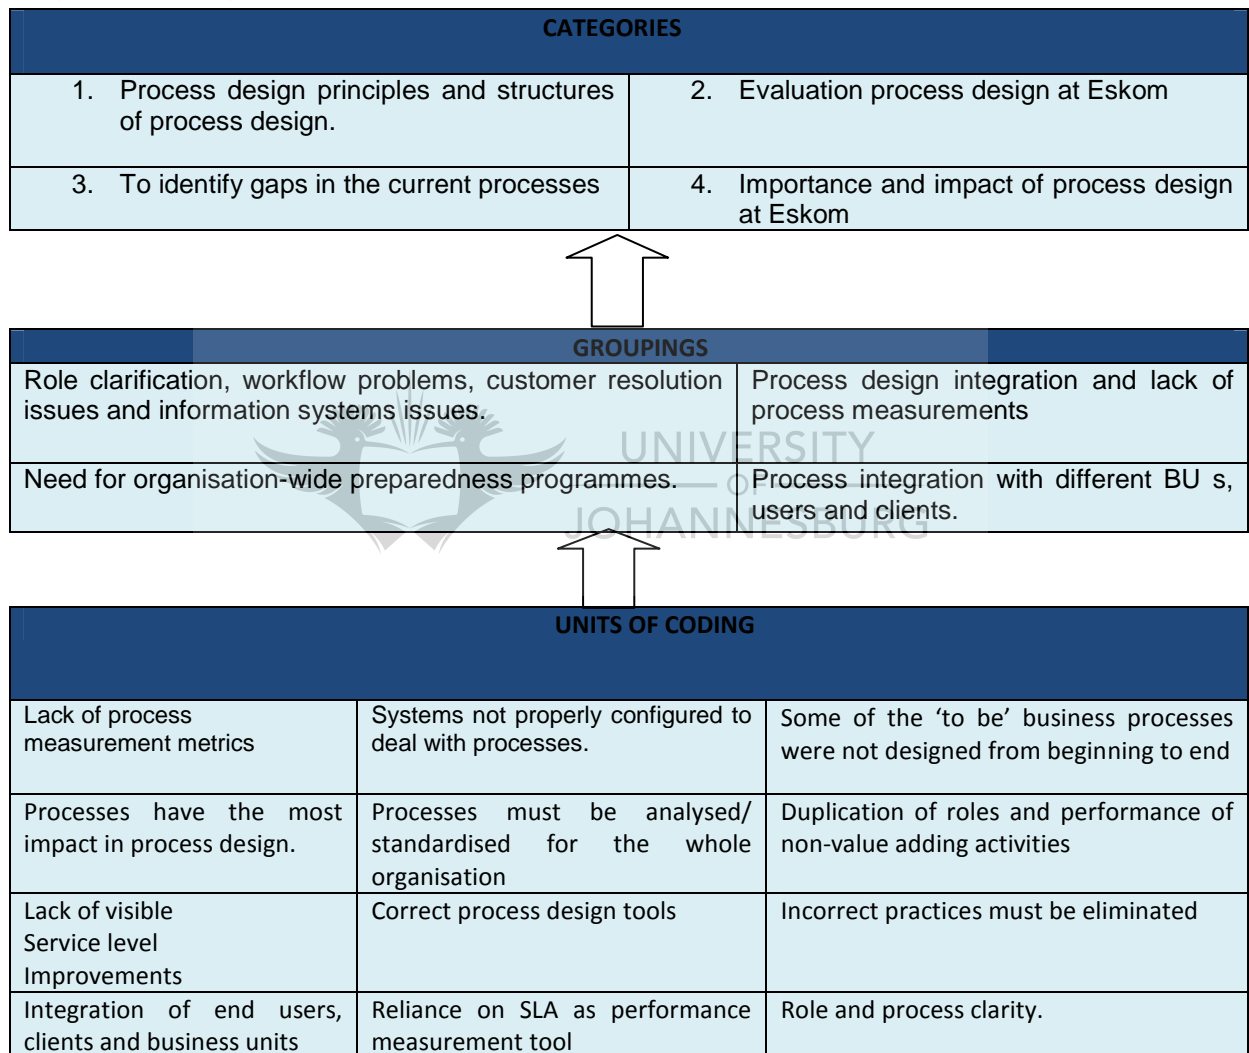 CATEGORIES
1. Process design principles and structures
of process design.
2. Evaluation process design at Eskom
3. To identify gaps in the current processes
4. Importance and impact of process design
at Eskom
GROUPINGS
Role clarification, workflow problems, customer resolution
issues and information systems issues.
Process design integration and lack of
process measurements
Need for organisation-wide preparedness programmes.
Process integration with different BU s,
users and clients.
UNIVERSITY
OF
JOHANNESBURG
UNITS OF CODING
Lack of process
measurement metrics
Systems not properly configured to
deal with processes.
Some of the ‘to be’ business processes
were not designed from beginning to end
Processes have the most
impact in process design.
Processes must be analysed/
standardised for the whole
organisation
Duplication of roles and performance of
non-value adding activities
Lack of visible
Service level
Improvements
Correct process design tools
Incorrect practices must be eliminated
Integration of end users,
clients and business units
Reliance on SLA as performance
measurement tool
Role and process clarity.